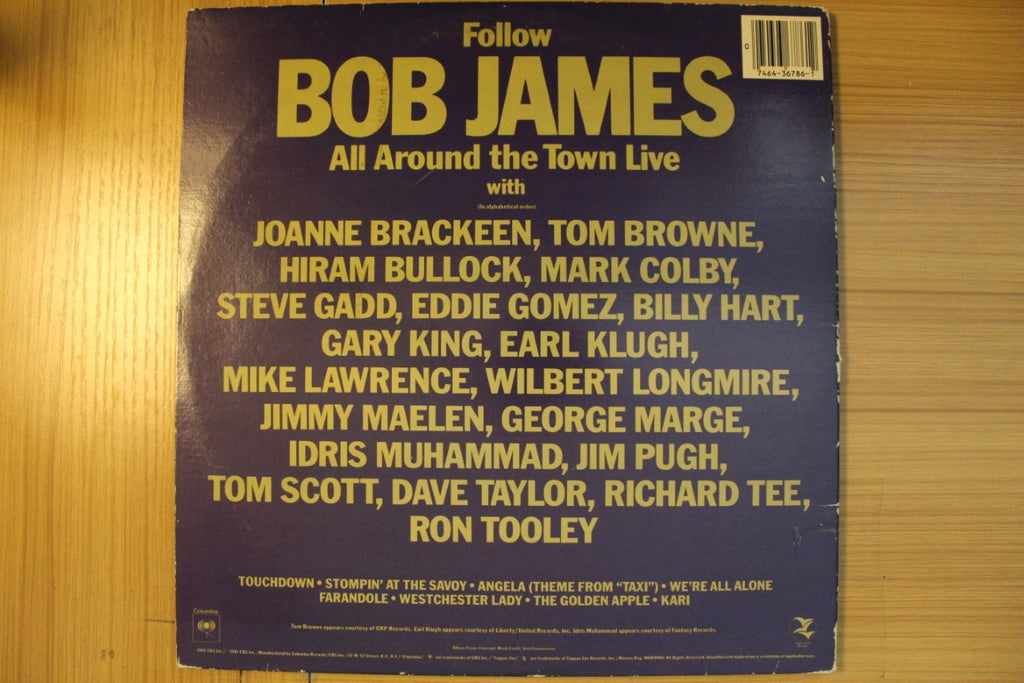 Follow
BOB JAMES
All Around the Town Live
with
(In alphabetical order)
JOANNE BRACKEEN, TOM BROWNE,
HIRAM BULLOCK, MARK COLBY,
STEVE GADD, EDDIE GOMEZ, BILLY HART,
GARY KING, EARL KLUGH,
MIKE LAWRENCE, WILBERT LONGMIRE,
JIMMY MAELEN, GEORGE MARGE,
IDRIS MUHAMMAD, JIM PUGH,
TOM SCOTT, DAVE TAYLOR, RICHARD TEE,
RON TOOLEY
TOUCHDOWN • STOMPIN' AT THE SAVOY • ANGELA (THEME FROM "TAXI") • WE'RE ALL ALONE
FARANDOLE • WESTCHESTER LADY • THE GOLDEN APPLE • KARI
Tom Browne appears courtesy of GRP Records. Earl Klugh appears courtesy of Liberty/United Records, Inc. Idris Muhammad appears courtesy of Fantasy Records.
Columbia
0
7464-36786-1